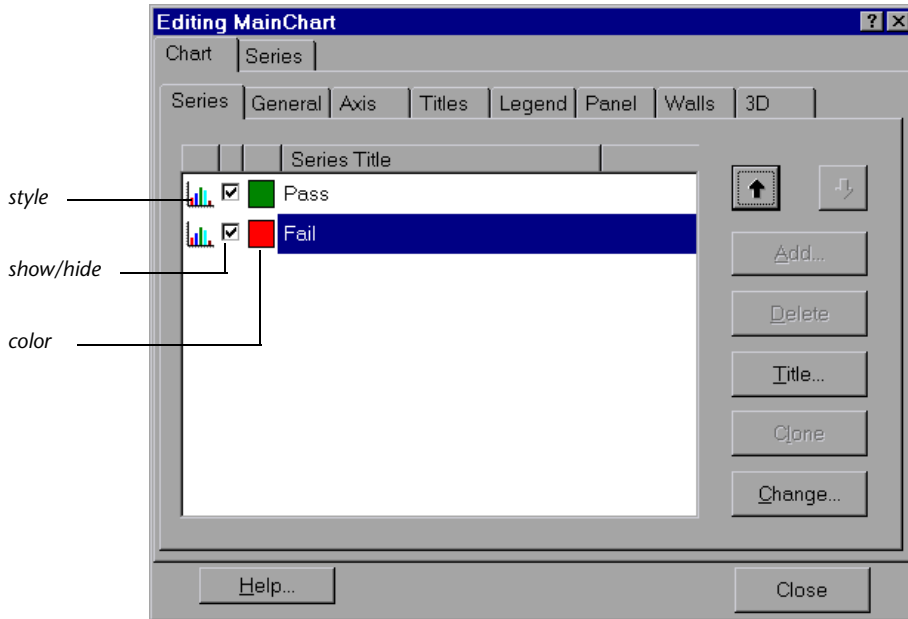 Editing MainChart
Chart Series
Series General Axis Titles Legend Panel Walls 3D
Series Title
style
Pass
Fail
show/hide
Add...
color
Delete
Title...
Clone
Change...
Help...
Close